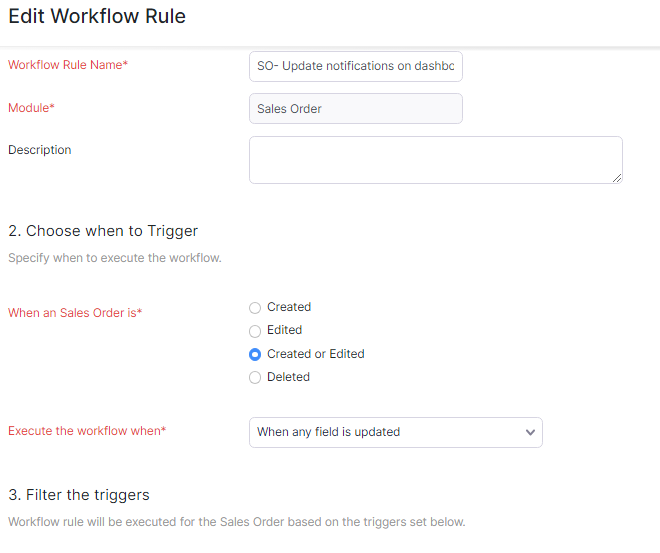 Edit Workflow Rule
Workflow Rule Name*
SO- Update notifications on dashbc
Module*
Sales Order
Description
2. Choose when to Trigger
Specify when to execute the workflow.
When an Sales Order is*
Created
Edited
Created or Edited
Deleted
Execute the workflow when*
When any field is updated
3. Filter the triggers
Workflow rule will be executed for the Sales Order based on the triggers set below.